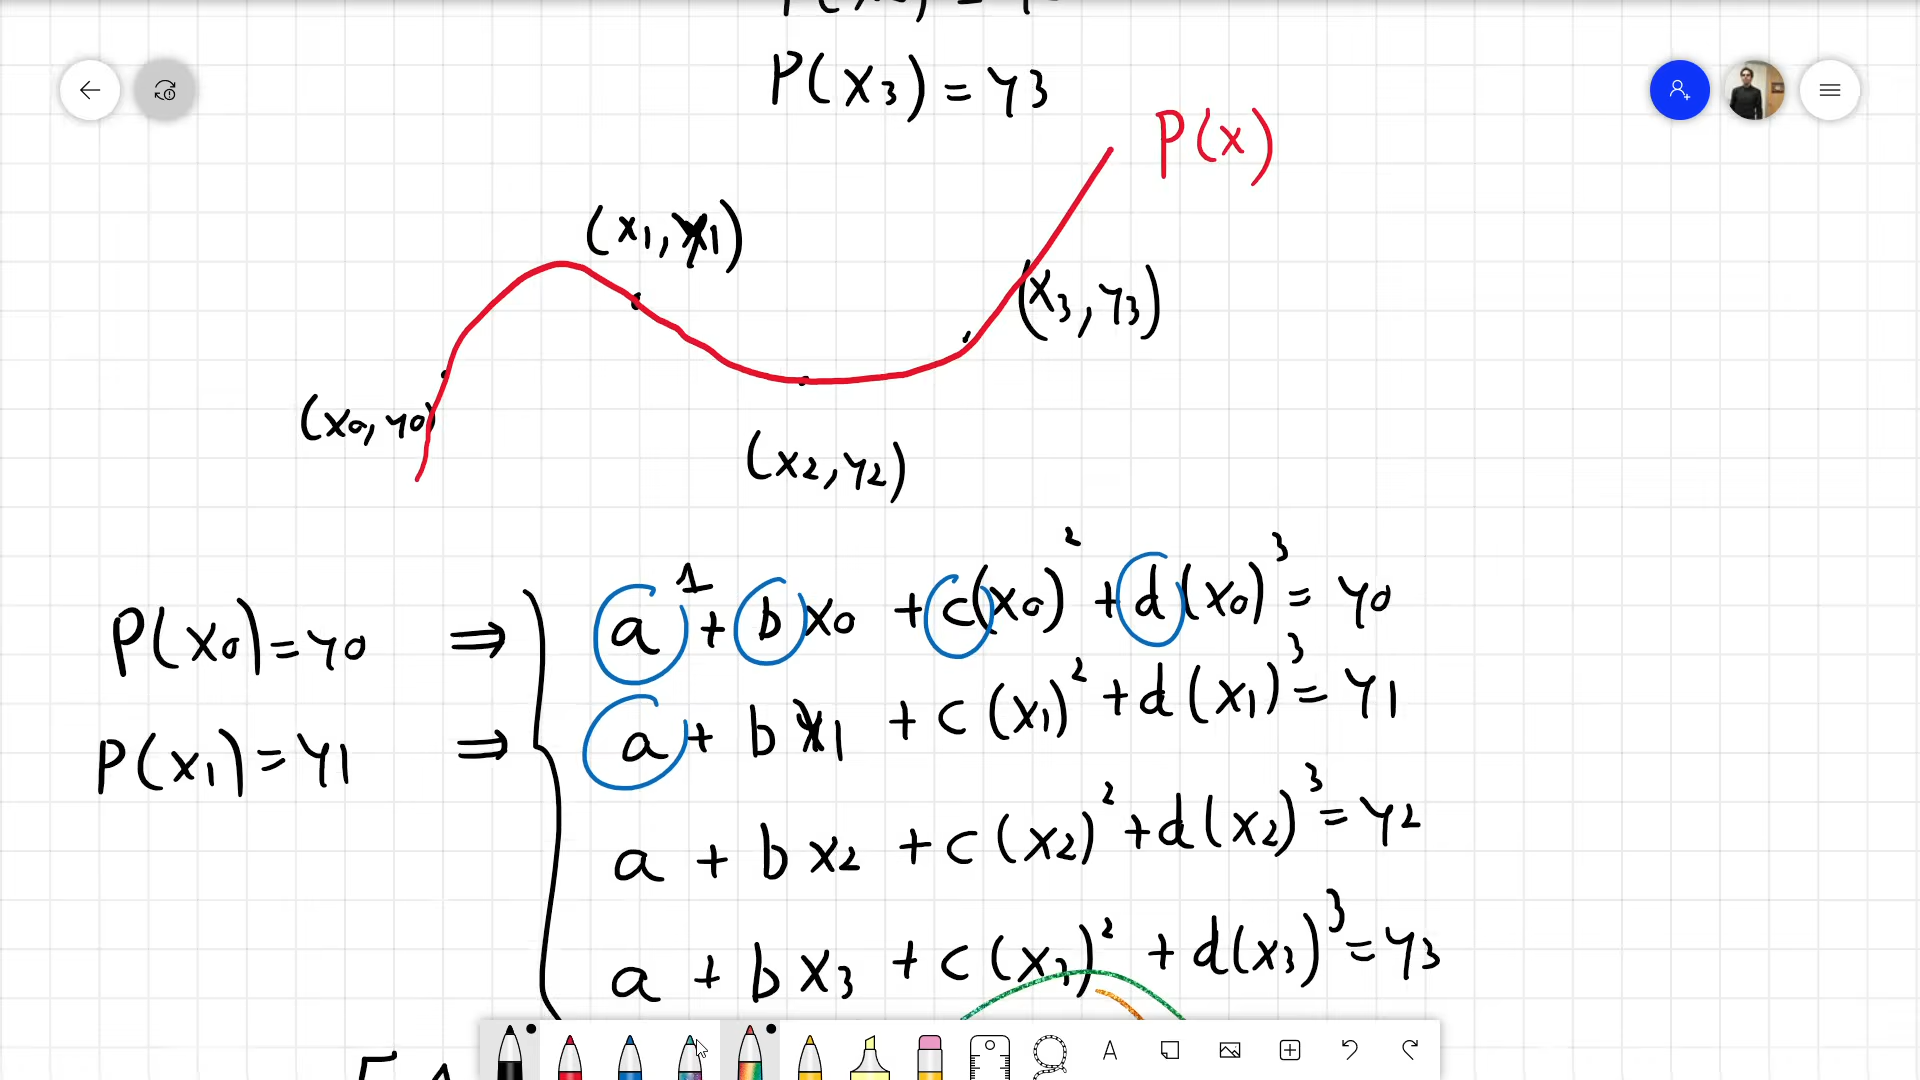 P(x3) = y3
P(x)
(x1, y1)
(x3, y3)
(x0, y0)
(x2, y2)
P(x0) = y0 ⇒ a 1 + b x0 + c(x0)² + d(x0)³ = y0
P(x1) = y1 ⇒ a + b x1 + c(x1)² + d(x1)³ = y1
a + b x2 + c(x2)² + d(x2)³ = y2
a + b x3 + c(x3)² + d(x3)³ = y3